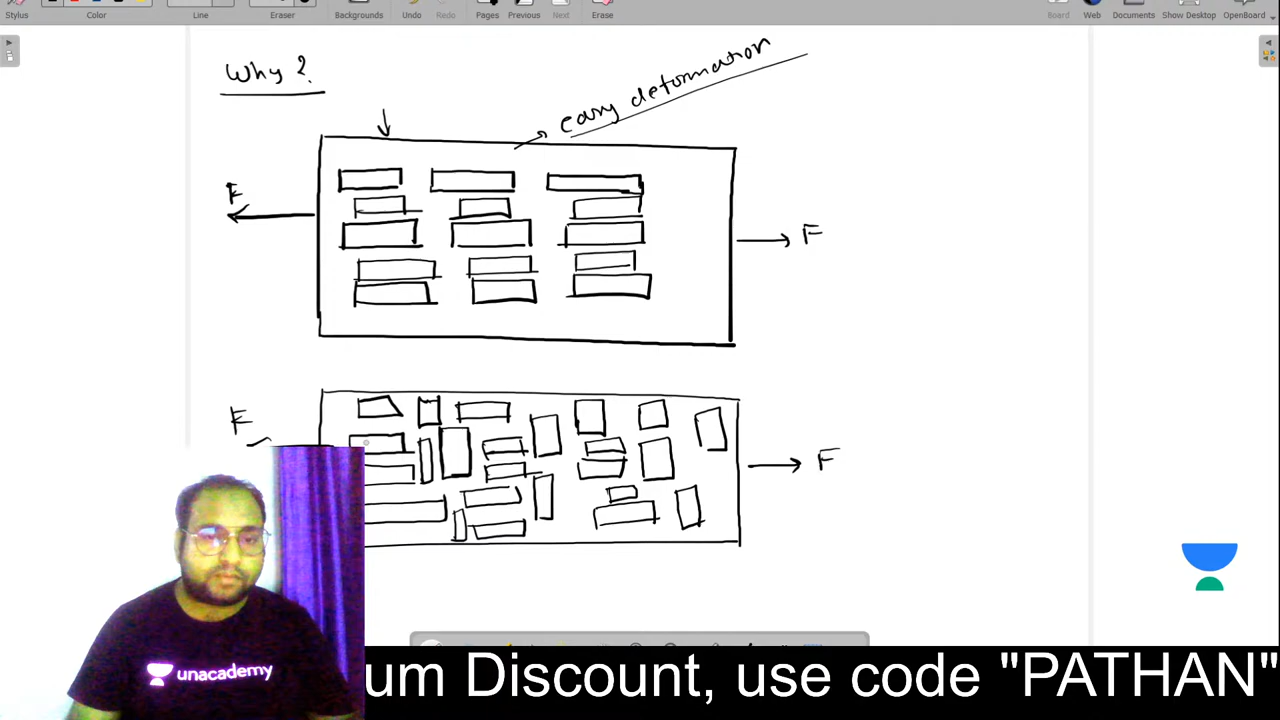 Stylus
Color
Line
Eraser
Backgrounds
Undo
Redo
Pages
Previous
Next
Erase
Board
Web
Documents
Show Desktop
OpenBoard
Why ?
easy deformation
F
F
F
F
unacademy
um Discount, use code "PATHAN"